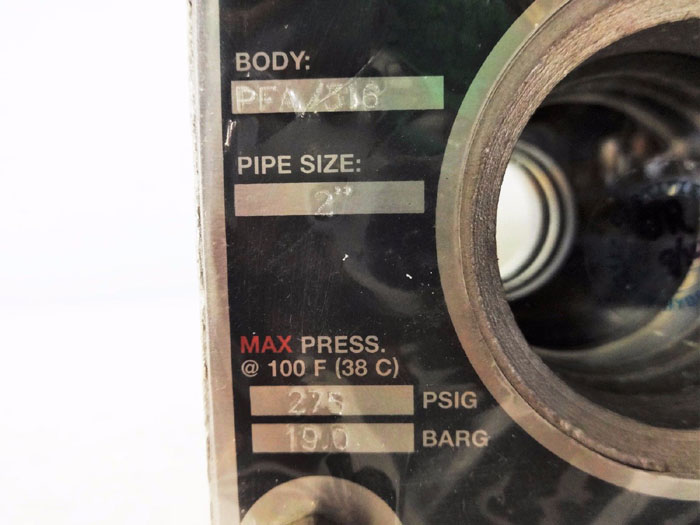 BODY:
PFA/316
PIPE SIZE:
2"
MAX PRESS.
@ 100 F (38 C)
275 PSIG
19.0 BARG